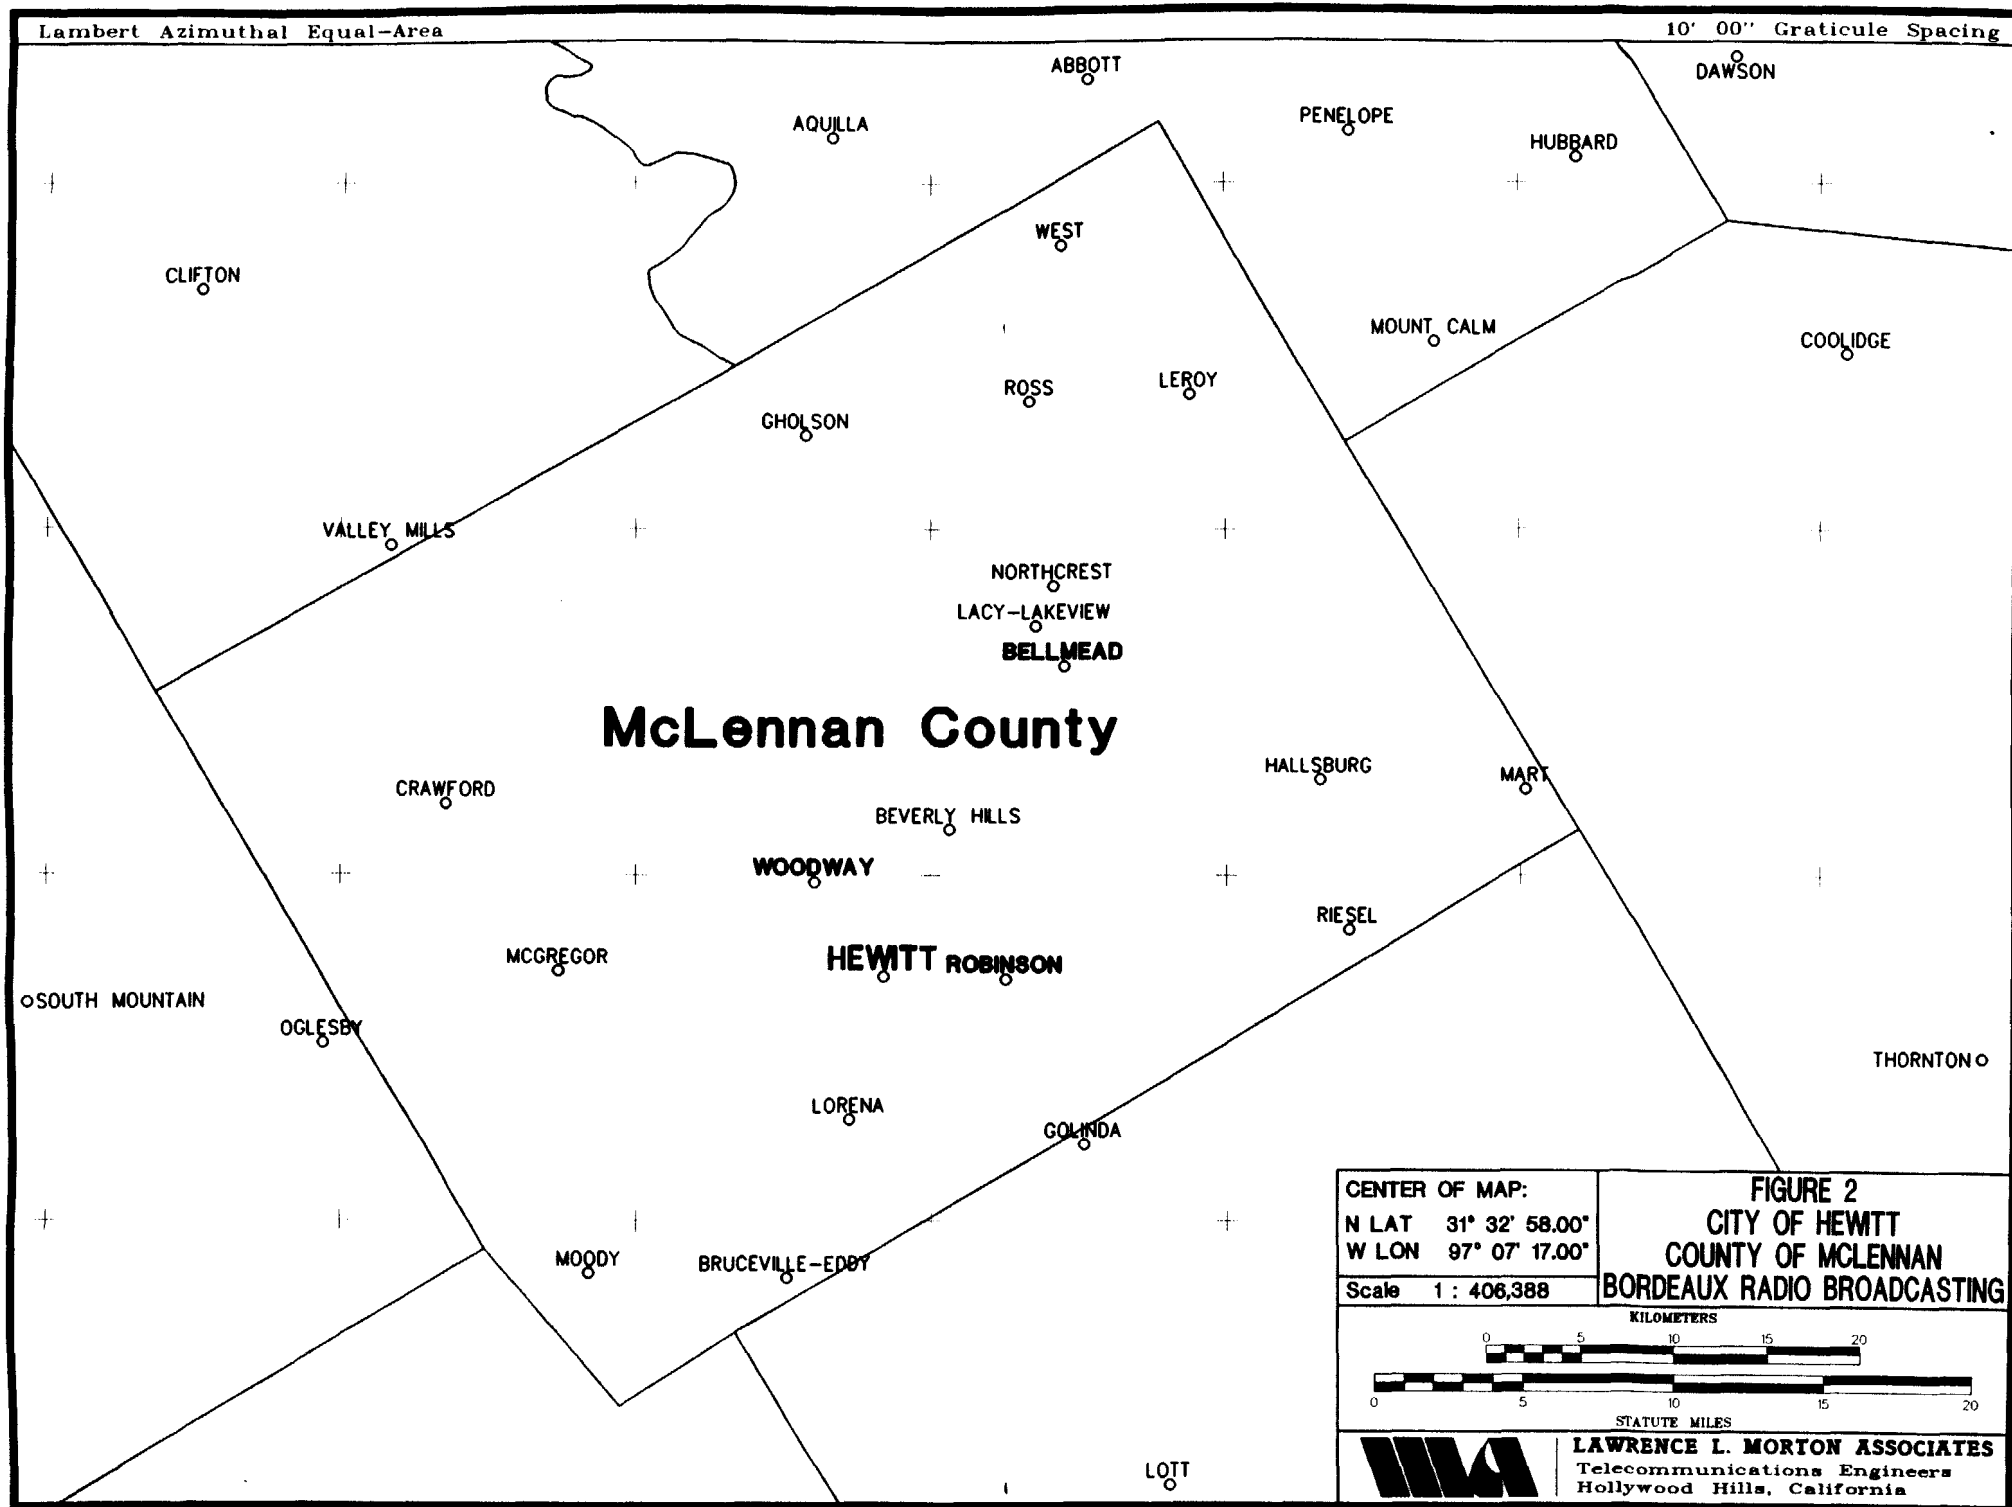 Lambert Azimuthal Equal-Area
10' 00" Graticule Spacing
ABBOTT
DAWSON
AQUILLA
PENELOPE
HUBBARD
WEST
CLIFTON
MOUNT CALM
COOLIDGE
ROSS
LEROY
GHOLSON
VALLEY MILLS
NORTHCREST
LACY-LAKEVIEW
BELLMEAD
McLennan County
HALLSBURG
MART
CRAWFORD
BEVERLY HILLS
WOODWAY
RIESEL
MCGREGOR
HEWITT
ROBINSON
SOUTH MOUNTAIN
OGLESBY
THORNTON
LORENA
GOLINDA
MOODY
BRUCEVILLE-EDDY
LOTT
CENTER OF MAP:
N LAT 31° 32' 58.00"
W LON 97° 07' 17.00"
Scale 1 : 406,388
FIGURE 2
CITY OF HEWITT
COUNTY OF MCLENNAN
BORDEAUX RADIO BROADCASTING
KILOMETERS
0 5 10 15 20
0 5 10 15 20
STATUTE MILES
LAWRENCE L. MORTON ASSOCIATES
Telecommunications Engineers
Hollywood Hills, California